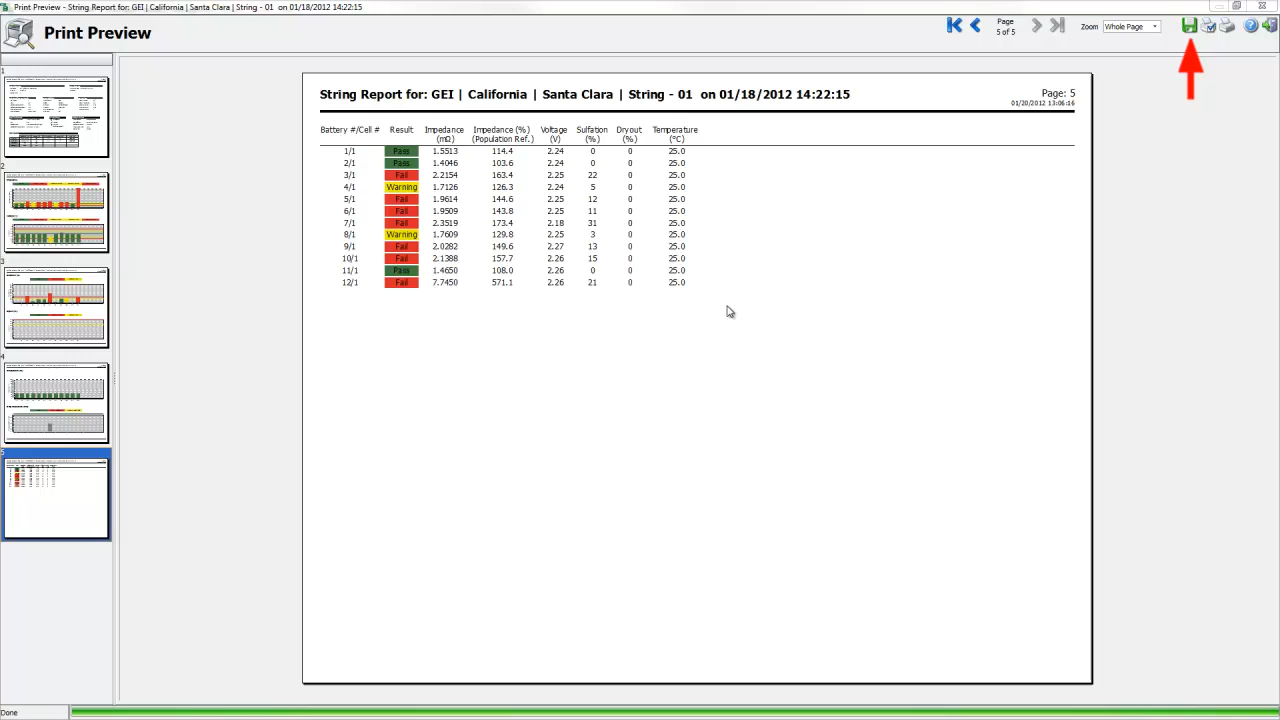 Print Preview - String Report for: GEI | California | Santa Clara | String - 01 on 01/18/2012 14:22:15
Print Preview
Page
5 of 5
Zoom Whole Page
1
2
3
4
5
String Report for: GEI | California | Santa Clara | String - 01 on 01/18/2012 14:22:15
Page: 5
01/20/2012 13:06:16
Battery #/Cell # Result Impedance (mΩ) Impedance (%) (Population Ref.) Voltage (V) Sulfation (%) Dryout (%) Temperature (°C)
1/1 Pass 1.5513 114.4 2.24 0 0 25.0
2/1 Pass 1.4046 103.6 2.24 0 0 25.0
3/1 Fail 2.2157 163.4 2.25 22 0 25.0
4/1 Warning 1.7123 126.3 2.24 5 0 25.0
5/1 Fail 1.9614 144.6 2.25 12 0 25.0
6/1 Fail 1.9509 143.8 2.25 11 0 25.0
7/1 Fail 2.3519 173.4 2.18 31 0 25.0
8/1 Warning 1.7609 129.8 2.25 3 0 25.0
9/1 Fail 2.0282 149.6 2.27 13 0 25.0
10/1 Fail 2.1388 157.7 2.26 15 0 25.0
11/1 Pass 1.4650 108.0 2.26 0 0 25.0
12/1 Fail 7.7450 571.1 2.26 21 0 25.0
Done